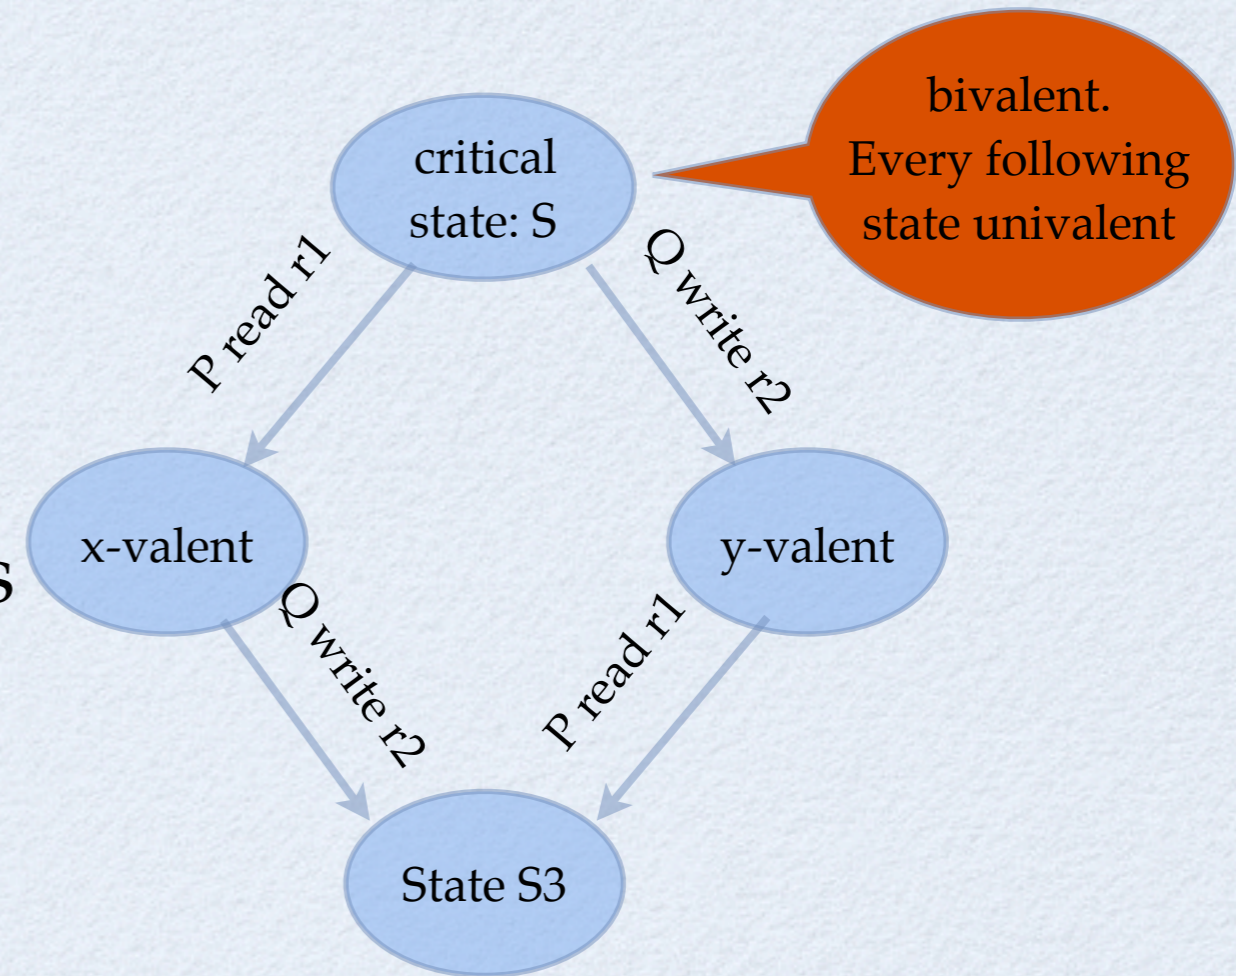 bivalent.
Every following
state univalent
critical
state: S
P read r1
Q write r2
x-valent
y-valent
s
Q write r2
P read r1
State S3